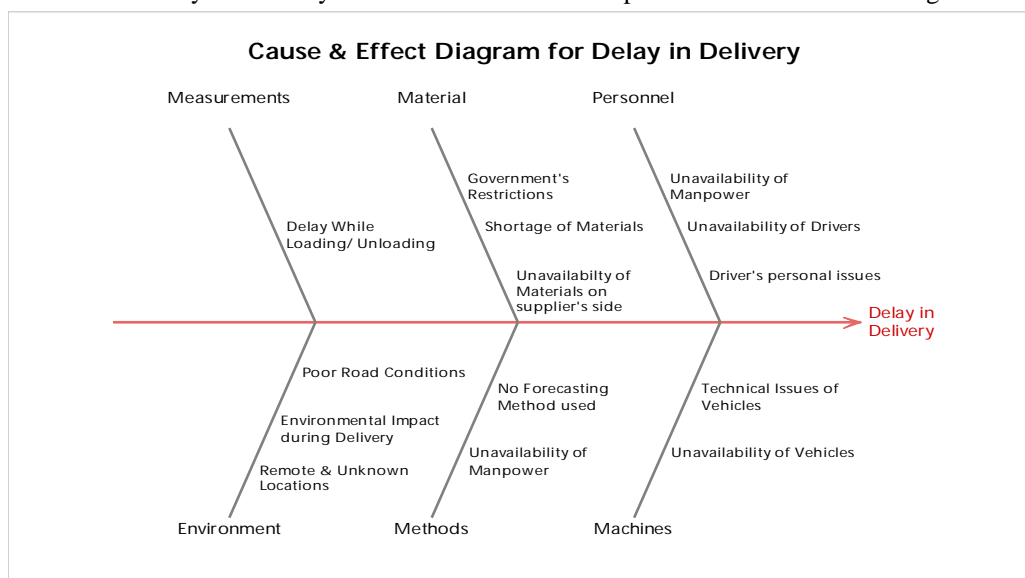 Cause & Effect Diagram for Delay in Delivery
Measurements
Material
Personnel
Government's
Restrictions
Unavailability of
Manpower
Delay While
Loading/ Unloading
Shortage of Materials
Unavailability of Drivers
Unavailabilty of
Materials on
supplier's side
Driver's personal issues
Delay in
Delivery
Poor Road Conditions
No Forecasting
Method used
Technical Issues of
Vehicles
Environmental Impact
during Delivery
Unavailability of
Manpower
Unavailability of Vehicles
Remote & Unknown
Locations
Environment
Methods
Machines